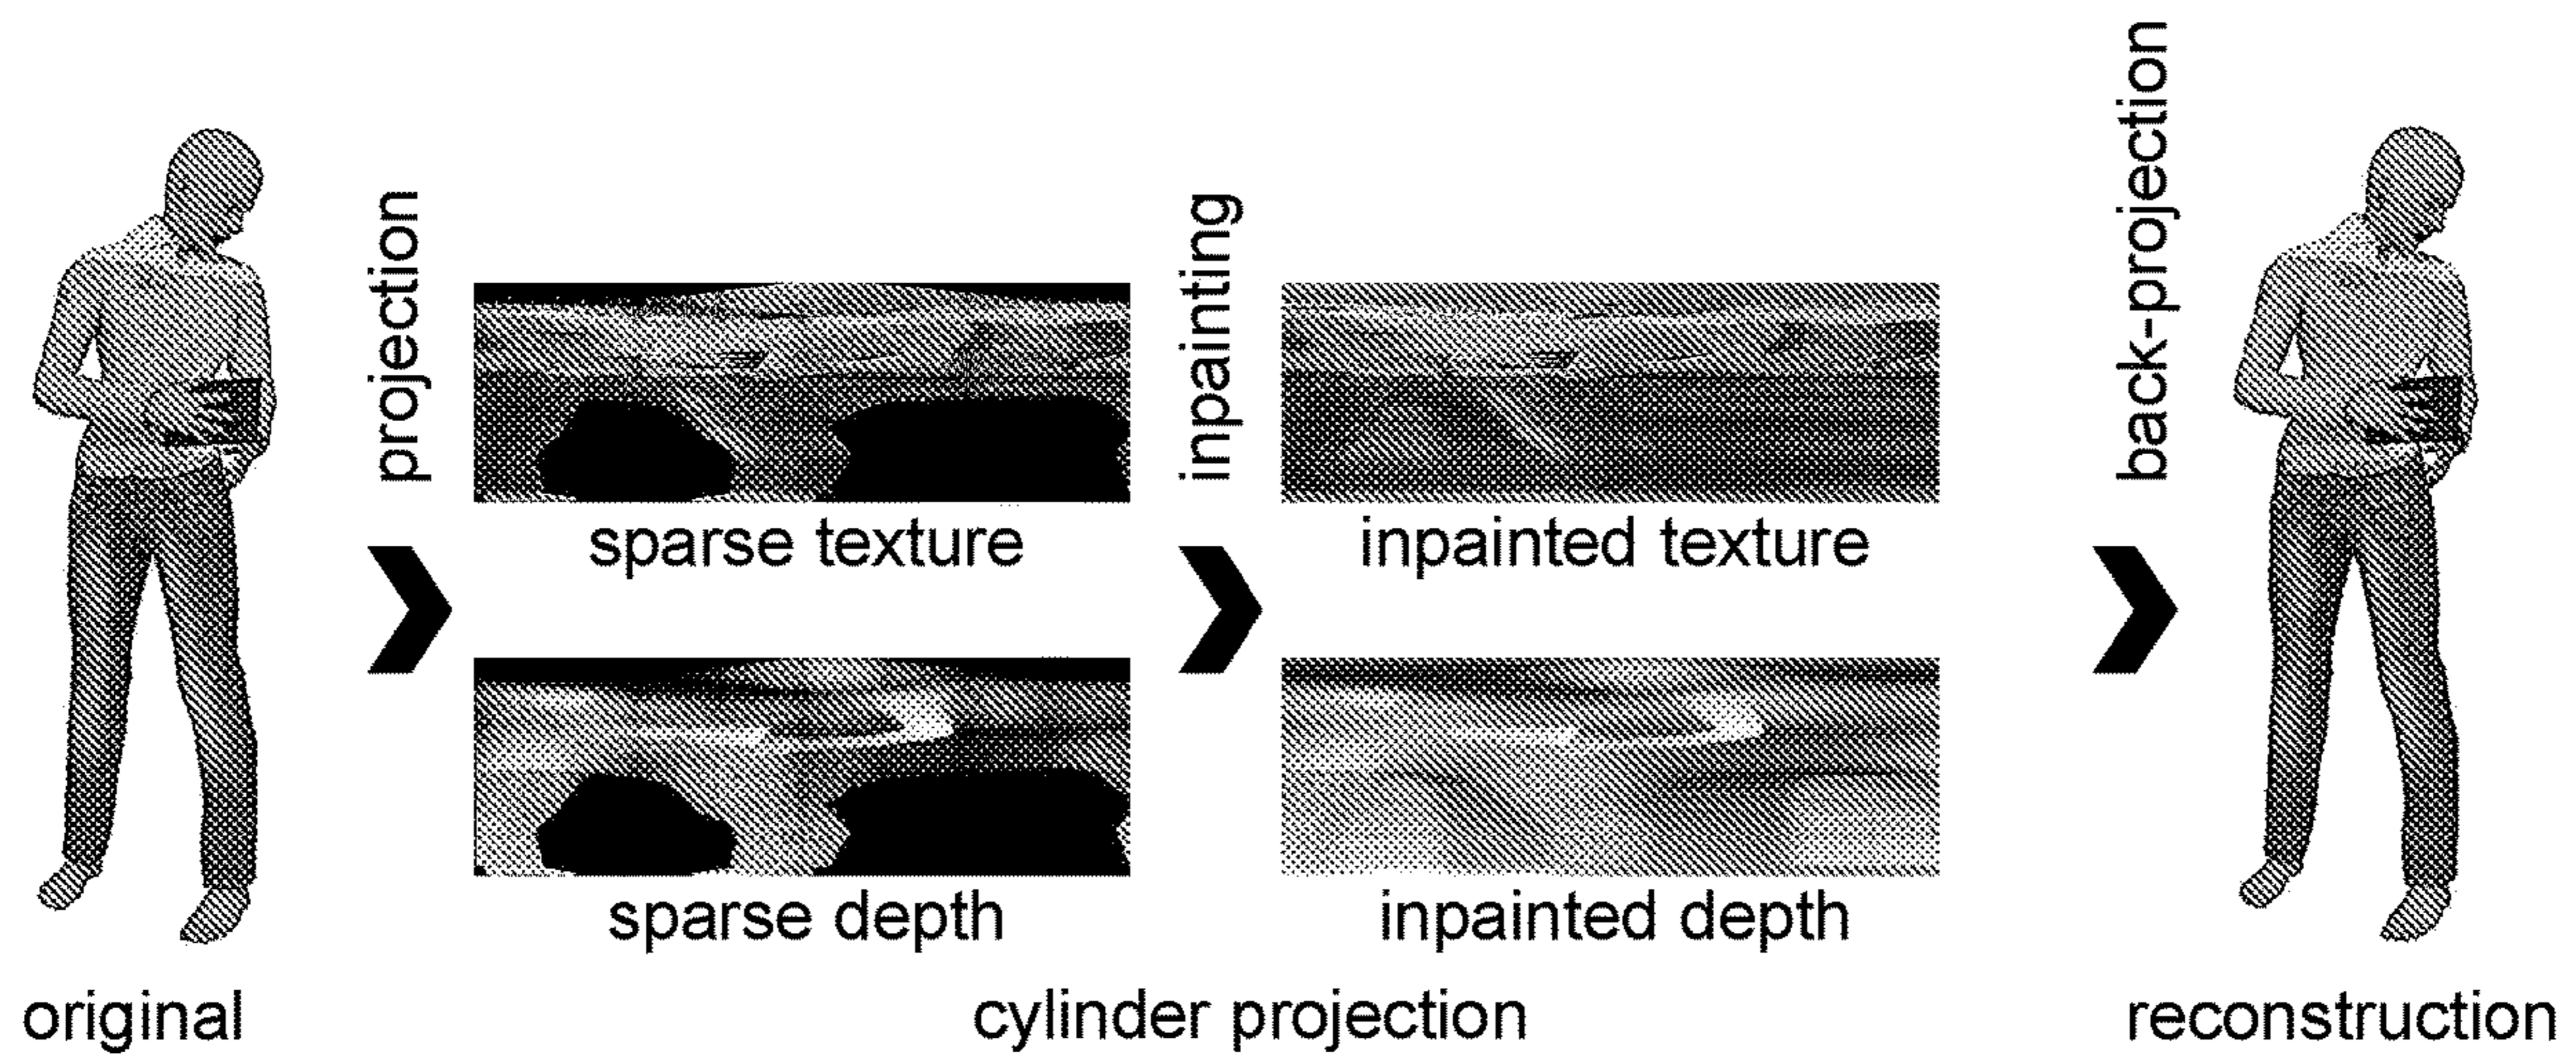 projection
inpainting
back-projection
sparse texture
inpainted texture
sparse depth
inpainted depth
original
cylinder projection
reconstruction